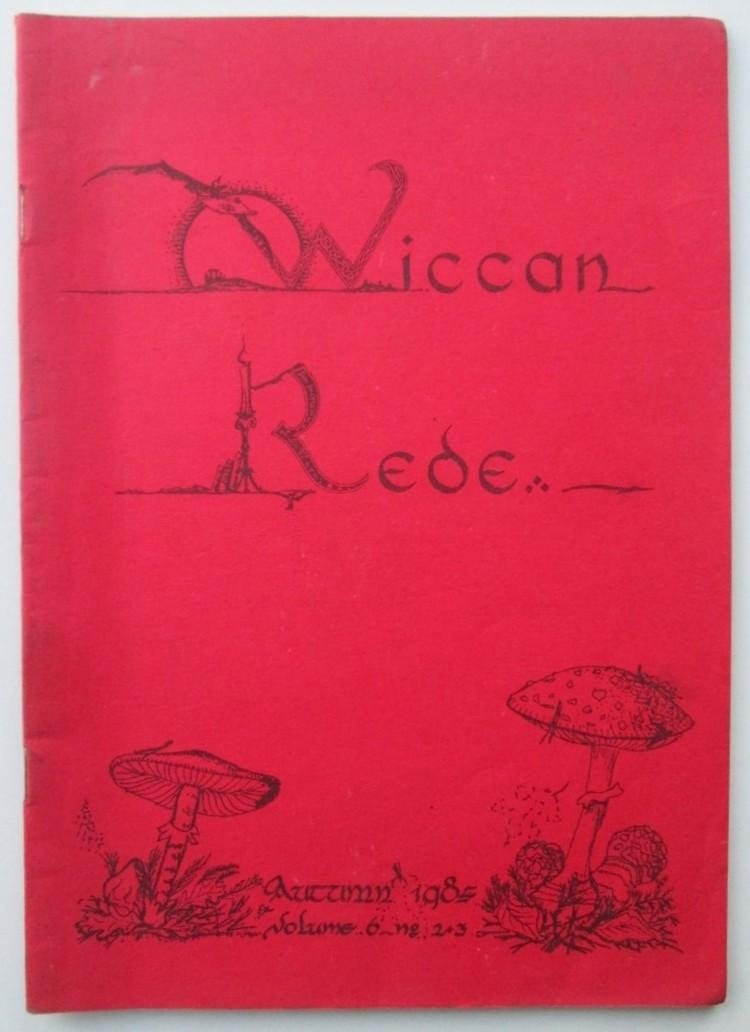 Wiccan
Rede
Autumn 1985
Volume 6 no 2+3